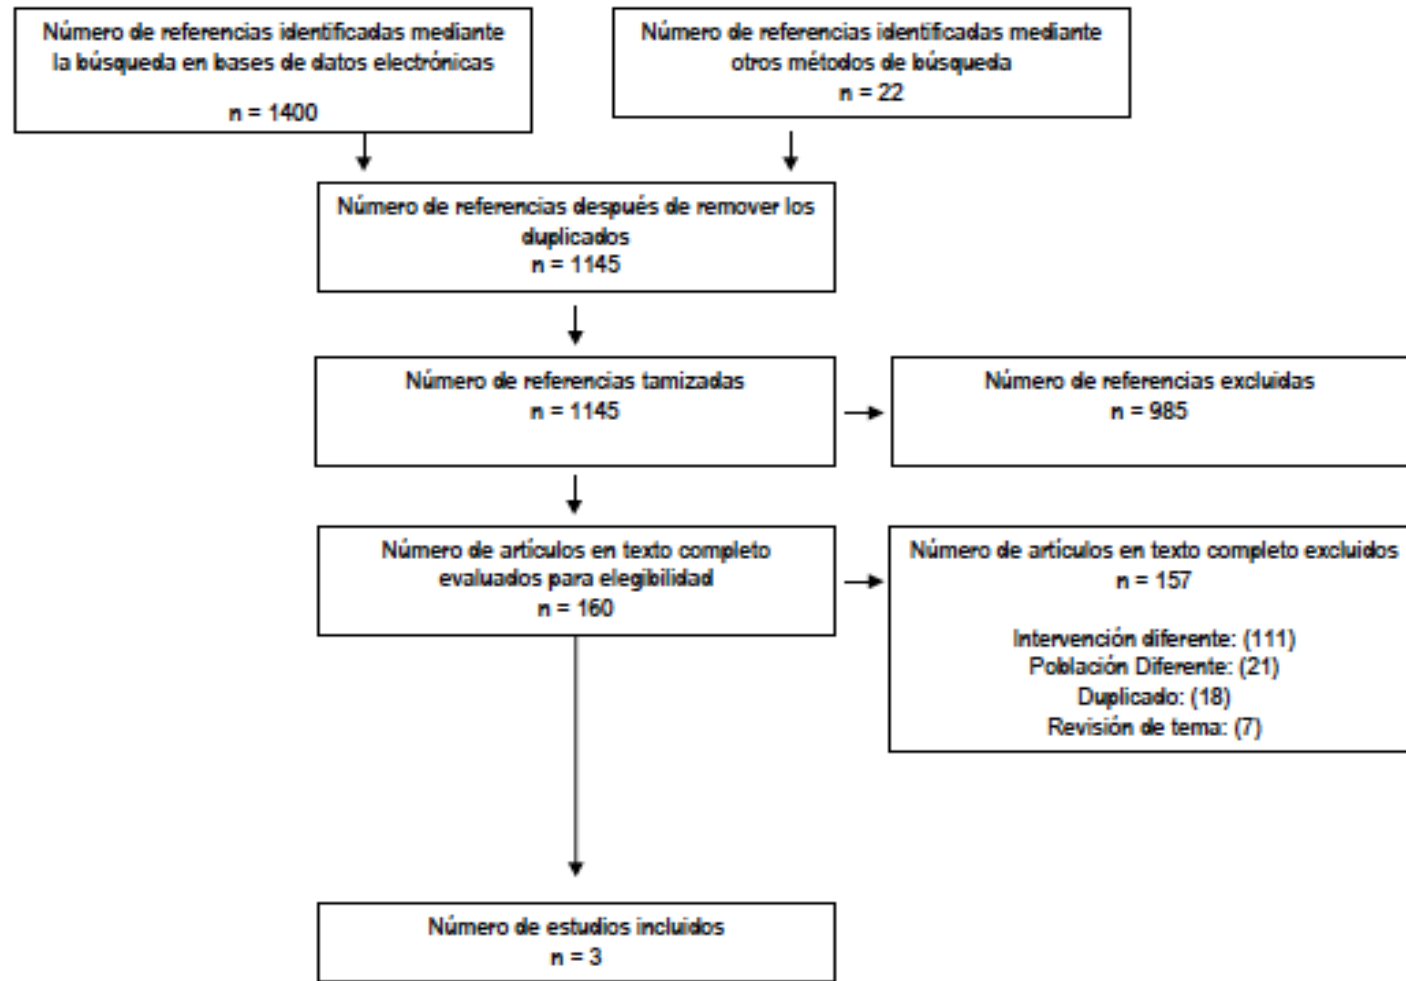 Número de referencias identificadas mediante
la búsqueda en bases de datos electrónicas
n = 1400
Número de referencias identificadas mediante
otros métodos de búsqueda
n = 22
Número de referencias después de remover los
duplicados
n = 1145
Número de referencias tamizadas
n = 1145
Número de referencias excluidas
n = 985
Número de artículos en texto completo
evaluados para elegibilidad
n = 160
Número de artículos en texto completo excluidos
n = 157
Intervención diferente: (111)
Población Diferente: (21)
Duplicado: (18)
Revisión de tema: (7)
Número de estudios incluidos
n = 3